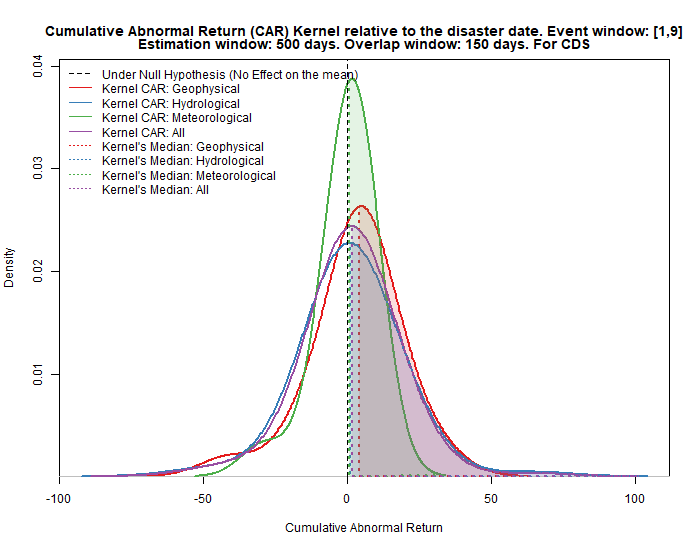 Cumulative Abnormal Return (CAR) Kernel relative to the disaster date. Event window: [1,9]
Estimation window: 500 days. Overlap window: 150 days. For CDS
Under Null Hypothesis (No Effect on the mean)
Kernel CAR: Geophysical
Kernel CAR: Hydrological
Kernel CAR: Meteorological
Kernel CAR: All
Kernel's Median: Geophysical
Kernel's Median: Hydrological
Kernel's Median: Meteorological
Kernel's Median: All
Density
0.04
0.03
0.02
0.01
-100
-50
0
50
100
Cumulative Abnormal Return